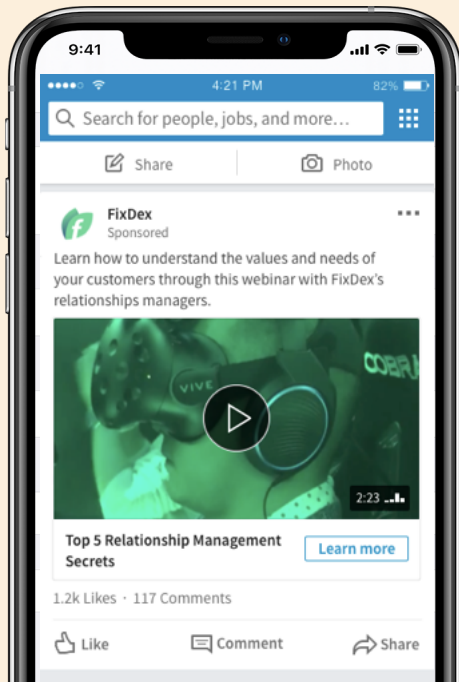 9:41
4:21 PM 82%
Search for people, jobs, and more...
Share Photo
f FixDex
Sponsored
Learn how to understand the values and needs of
your customers through this webinar with FixDex's
relationships managers.
VIVE
2:23
Top 5 Relationship Management
Secrets
Learn more
1.2k Likes · 117 Comments
Like Comment Share